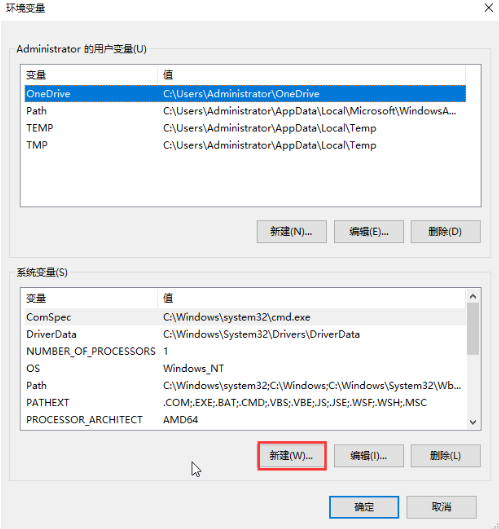 环境变量
Administrator 的用户变量(U)
变量 值
OneDrive C:\Users\Administrator\OneDrive
Path C:\Users\Administrator\AppData\Local\Microsoft\WindowsA...
TEMP C:\Users\Administrator\AppData\Local\Temp
TMP C:\Users\Administrator\AppData\Local\Temp
新建(N)... 编辑(E)... 删除(D)
系统变量(S)
变量 值
ComSpec C:\Windows\system32\cmd.exe
DriverData C:\Windows\System32\Drivers\DriverData
NUMBER_OF_PROCESSORS 1
OS Windows_NT
Path C:\Windows\system32;C:\Windows;C:\Windows\System32\Wb...
PATHEXT .COM;.EXE;.BAT;.CMD;.VBS;.VBE;.JS;.JSE;.WSF;.WSH;.MSC
PROCESSOR_ARCHITECT AMD64
新建(W)... 编辑(I)... 删除(L)
确定 取消